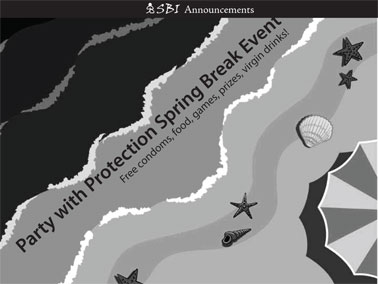 SBI Announcements
Party with Protection Spring Break Event
Free condoms, food, games, prizes, virgin drinks!